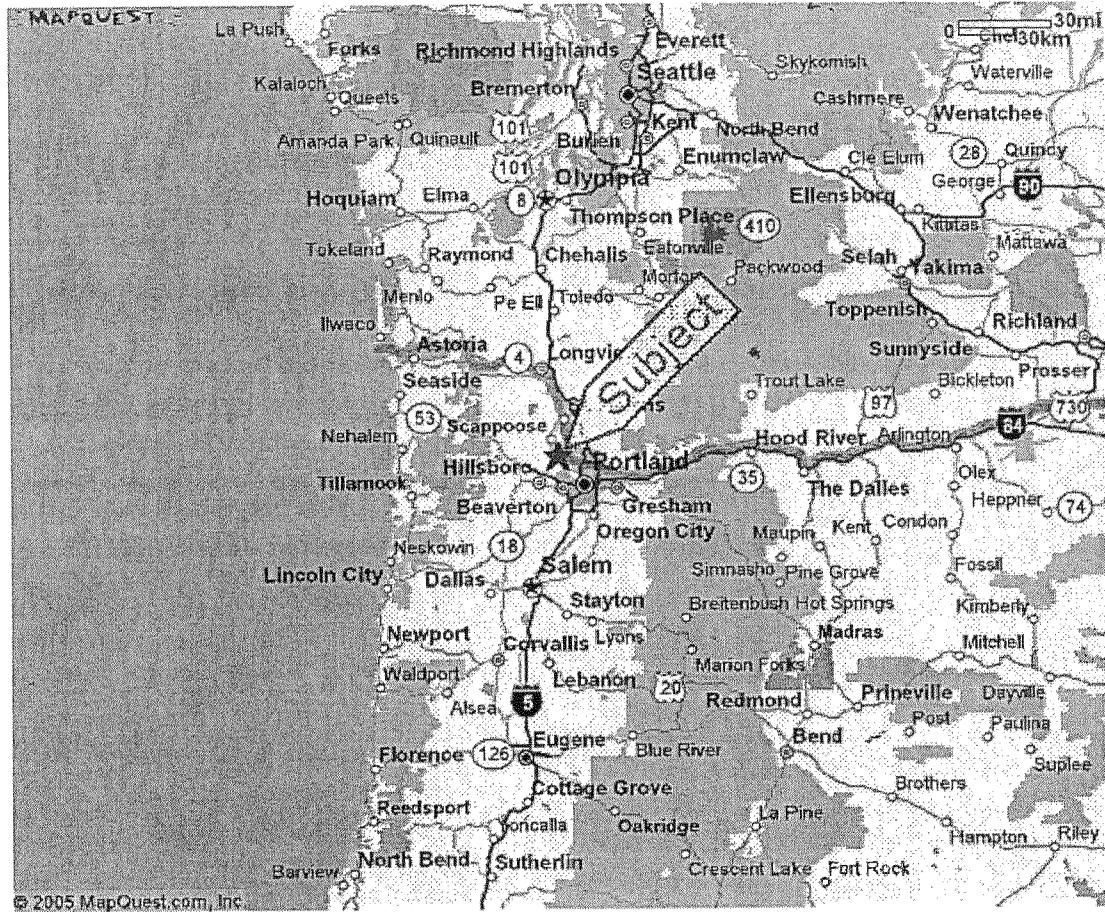 MAPQUEST
30mi
0
30km
La Push
Forks
Richmond Highlands
Everett
Seattle
Skykomish
Waterville
Kalaloch
Queets
Bremerton
Cashmere
Wenatchee
Amanda Park
Quinault
101
Burien
Kent
North Bend
101
Enumclaw
Cle Elum
28
Quincy
Olympia
George
90
Hoquiam
Elma
8
Ellensburg
Thompson Place
410
Kittitas
Tokeland
Eatonville
Mattawa
Raymond
Chehalis
Packwood
Selah
Yakima
Morton
Menlo
Pe Ell
Toledo
Toppenish
Ilwaco
Richland
Astoria
4
Subject
Sunnyside
Seaside
Prosser
Trout Lake
Bickleton
53
97
730
Scappoose
84
Nehalem
Hood River
Arlington
Hillsboro
Portland
35
Olex
Tillamook
The Dalles
Heppner
74
Beaverton
Gresham
Oregon City
Maupin
Kent
Condon
Neskowin
18
Lincoln City
Dallas
Salem
Simnasho
Pine Grove
Fossil
Stayton
Breitenbush Hot Springs
Kimberly
Newport
Corvallis
Lyons
Madras
Mitchell
Waldport
Lebanon
Marion Forks
20
Alsea
5
Redmond
Prineville
Dayville
Post
Paulina
Eugene
Bend
Florence
126
Blue River
Suplee
Cottage Grove
Brothers
Reedsport
Yoncalla
Oakridge
La Pine
Hampton
Riley
North Bend
Sutherlin
Barview
Crescent Lake
Fort Rock
© 2005 MapQuest.com, Inc